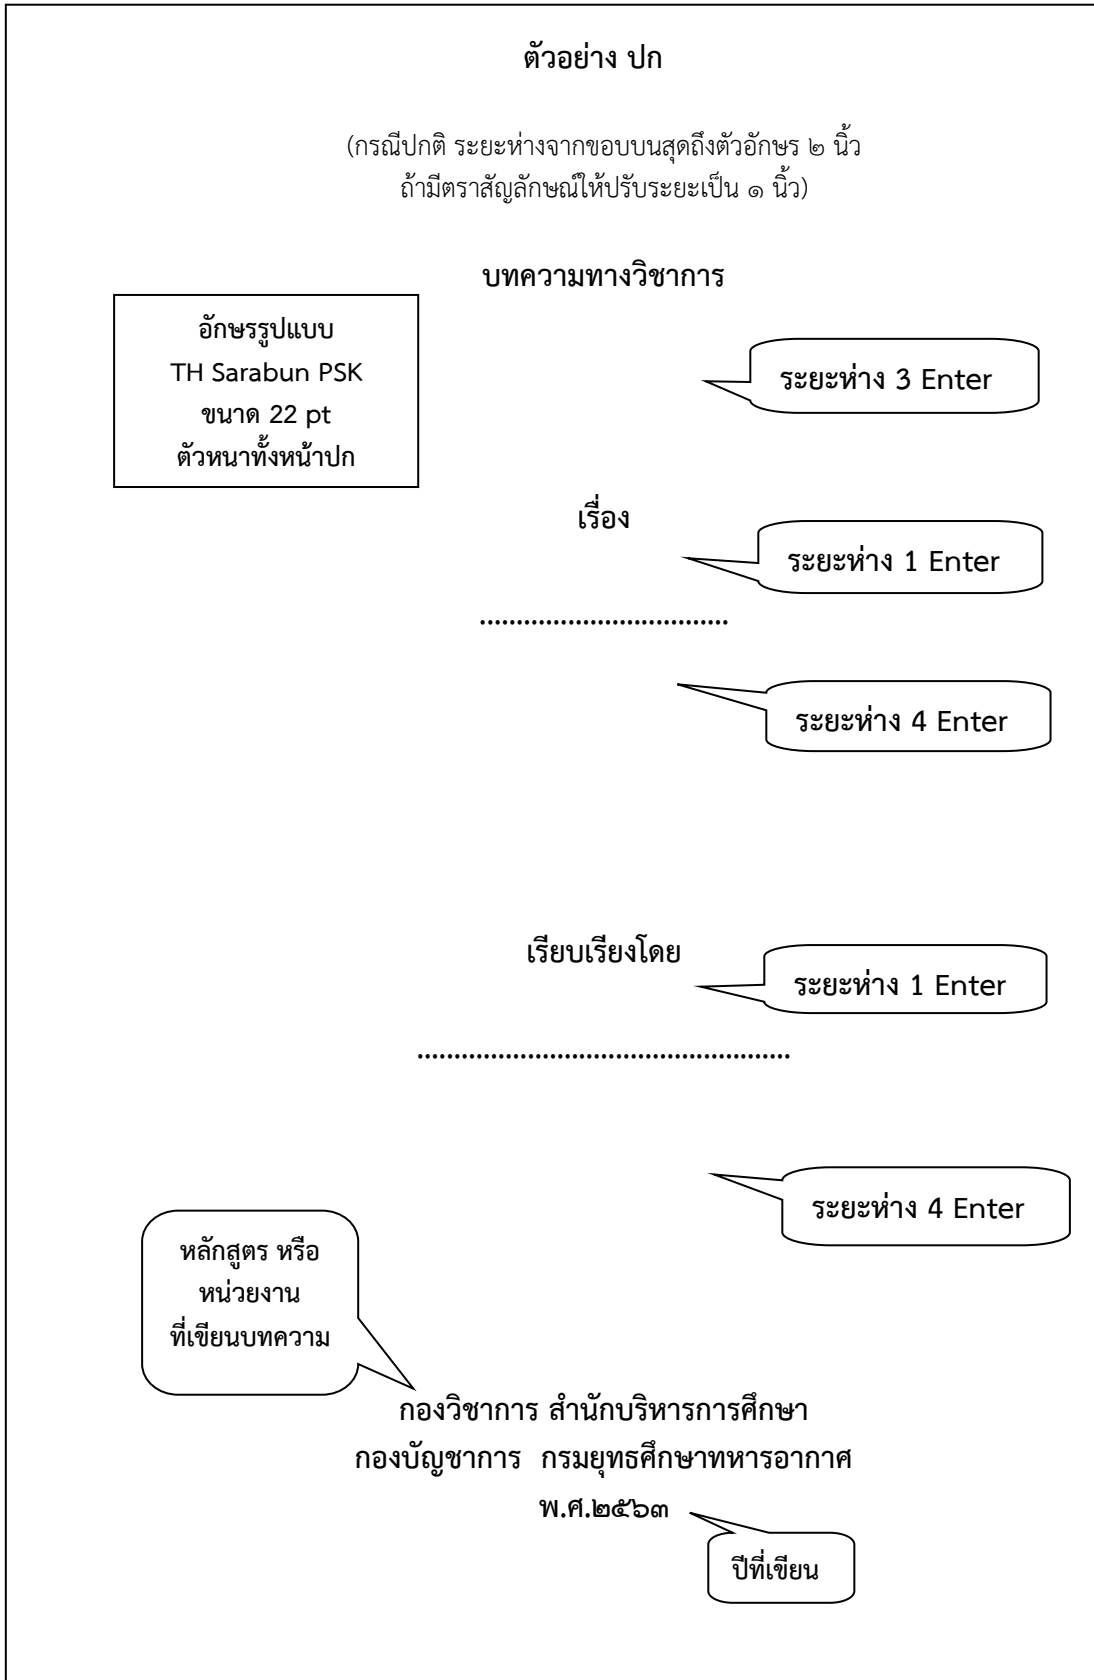 ตัวอย่าง ปก
(กรณีปกติ ระยะห่างจากขอบบนสุดถึงตัวอักษร ๒ นิ้ว
ถ้ามีตราสัญลักษณ์ให้ปรับระยะเป็น ๑ นิ้ว)
บทความทางวิชาการ
อักษรรูปแบบ
TH Sarabun PSK
ขนาด 22 pt
ตัวหนาทั้งหน้าปก
ระยะห่าง 3 Enter
เรื่อง
ระยะห่าง 1 Enter
..................................
ระยะห่าง 4 Enter
เรียบเรียงโดย
ระยะห่าง 1 Enter
...................................................
ระยะห่าง 4 Enter
หลักสูตร หรือ
หน่วยงาน
ที่เขียนบทความ
กองวิชาการ สำนักบริหารการศึกษา
กองบัญชาการ กรมยุทธศึกษาทหารอากาศ
พ.ศ.๒๕๖๓
ปีที่เขียน